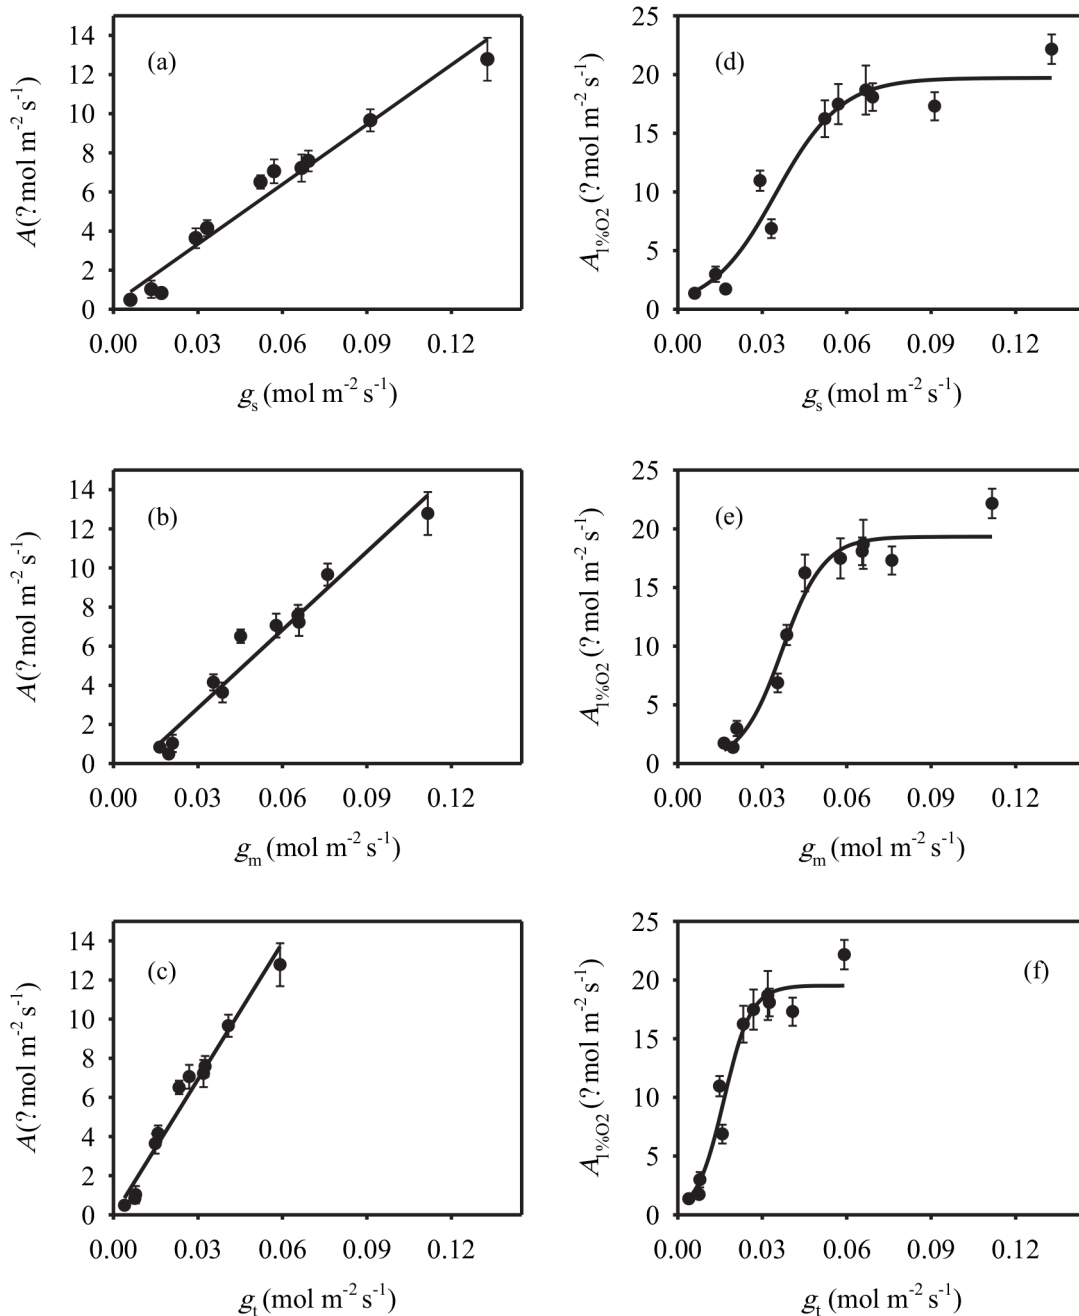 14
12
10
8
6
4
2
0
A(?mol m-2 s-1)
(a)
0.00 0.03 0.06 0.09 0.12
gs (mol m-2 s-1)
25
20
15
10
5
0
A1%O2 (?mol m-2 s-1)
(d)
0.00 0.03 0.06 0.09 0.12
gs (mol m-2 s-1)
14
12
10
8
6
4
2
0
A(?mol m-2 s-1)
(b)
0.00 0.03 0.06 0.09 0.12
gm (mol m-2 s-1)
25
20
15
10
5
0
A1%O2 (?mol m-2 s-1)
(e)
0.00 0.03 0.06 0.09 0.12
gm (mol m-2 s-1)
14
12
10
8
6
4
2
0
A(?mol m-2 s-1)
(c)
0.00 0.03 0.06 0.09 0.12
gt (mol m-2 s-1)
25
20
15
10
5
0
A1%O2 (?mol m-2 s-1)
(f)
0.00 0.03 0.06 0.09 0.12
gt (mol m-2 s-1)